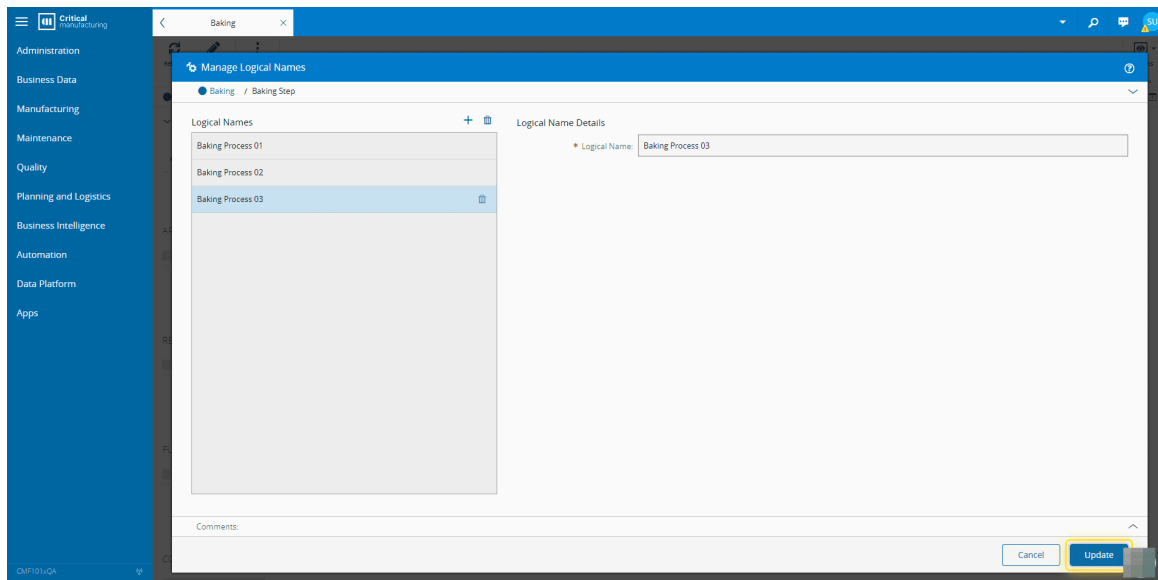 Critical
manufacturing
Baking
SU
Administration
Business Data
Manufacturing
Maintenance
Quality
Planning and Logistics
Business Intelligence
Automation
Data Platform
Apps
CMF101xQA
Manage Logical Names
Baking / Baking Step
Logical Names
Baking Process 01
Baking Process 02
Baking Process 03
Logical Name Details
* Logical Name: Baking Process 03
Comments:
Cancel
Update